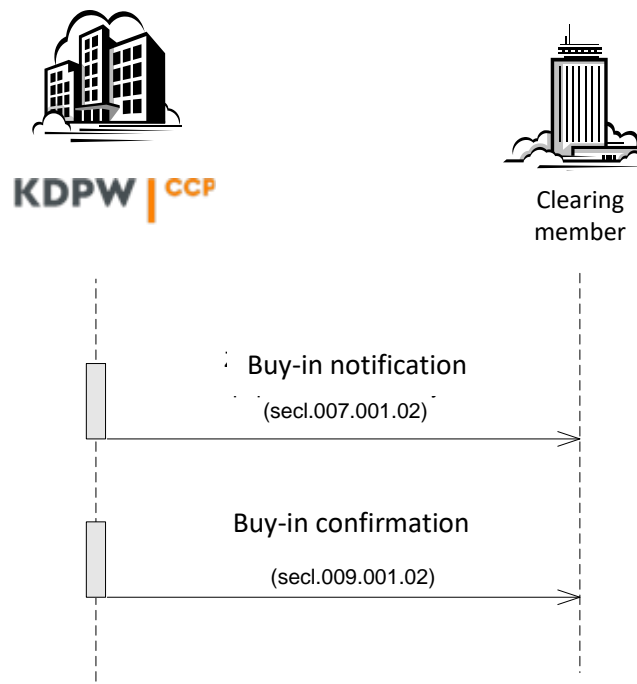 KDPW | CCP
Clearing
member
Buy-in notification
(secl.007.001.02)
Buy-in confirmation
(secl.009.001.02)